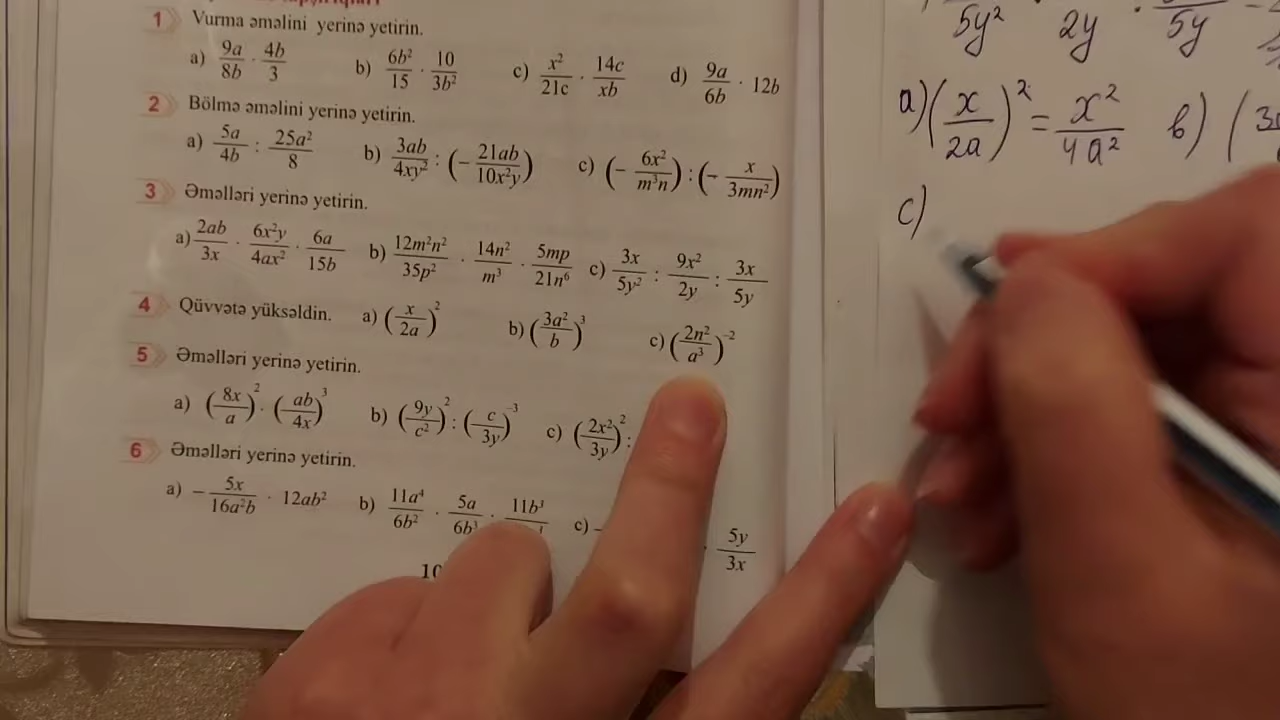 1 Vurma əməlini yerinə yetirin.
a) 9a/8b · 4b/3 b) 6b²/15 · 10/3b² c) x²/21c · 14c/xb d) 9a/6b · 12b
2 Bölmə əməlini yerinə yetirin.
a) 5a/4b : 25a²/8 b) 3ab/4xy² : (- 21ab/10x²y) c) (- 6x²/m³n) : (- x/3mn²)
3 Əməlləri yerinə yetirin.
a) 2ab/3x · 6x²y/4ax² · 6a/15b b) 12m²n²/35p² · 14n²/m³ · 5mp/21n⁶ c) 3x/5y² : 9x²/2y : 3x/5y
4 Qüvvətə yüksəldin. a) (x/2a)² b) (3a²/b)³ c) (2n²/a³)⁻²
5 Əməlləri yerinə yetirin.
a) (8x/a)² · (ab/4x)³ b) (9y/c²)² : (c/3y)⁻³ c) (2x²/3y)² :
6 Əməlləri yerinə yetirin.
a) - 5x/16a²b · 12ab² b) 11a⁴/6b² · 5a/6b³ · 11b³ c) - · 5y/3x
10
5y² 2y · 5y
a) (x/2a)² = x²/4a² b) (3
c)